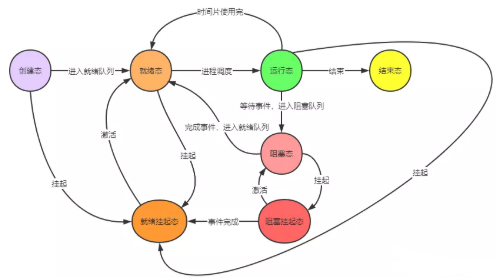 时间片使用完
创建态
进入就绪队列
就绪态
进程调度
运行态
结束
结束态
等待事件，进入阻塞队列
完成事件，进入就绪队列
激活
阻塞态
挂起
挂起
挂起
挂起
激活
就绪挂起态
事件完成
阻塞挂起态